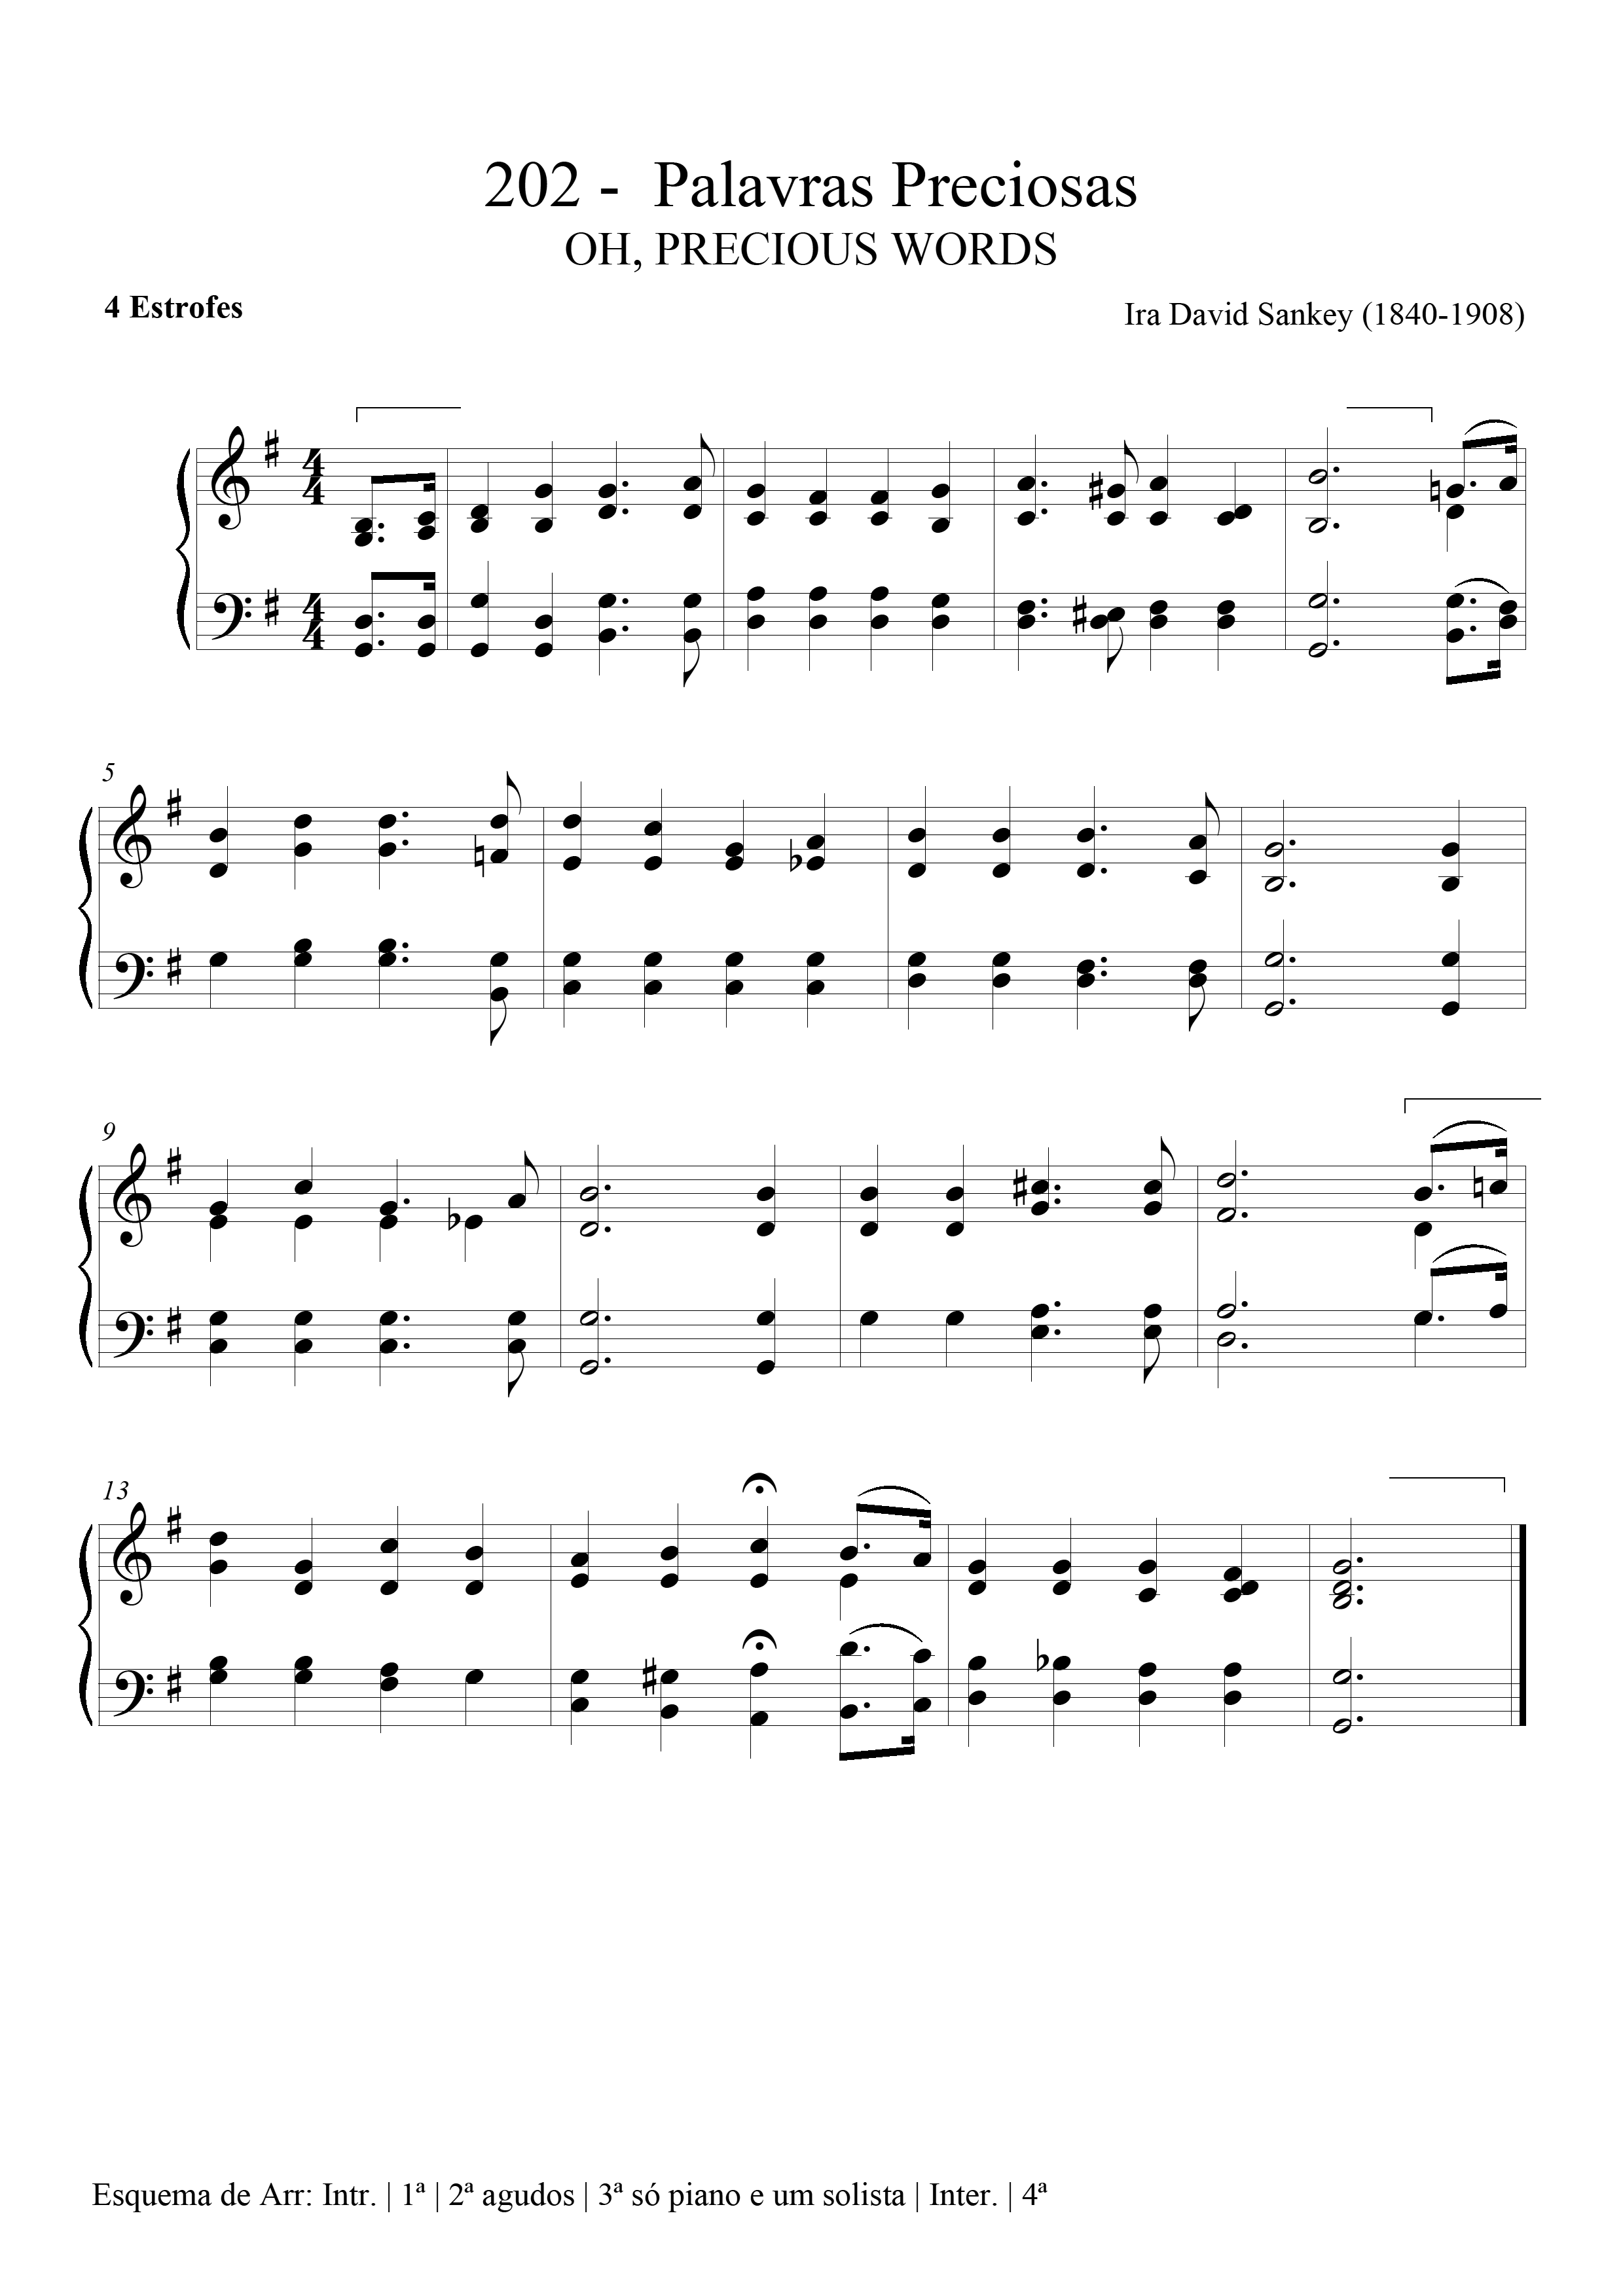 202 - Palavras Preciosas
OH, PRECIOUS WORDS
4 Estrofes
Ira David Sankey (1840-1908)
5
9
13
Esquema de Arr: Intr. | 1ª | 2ª agudos | 3ª só piano e um solista | Inter. | 4ª